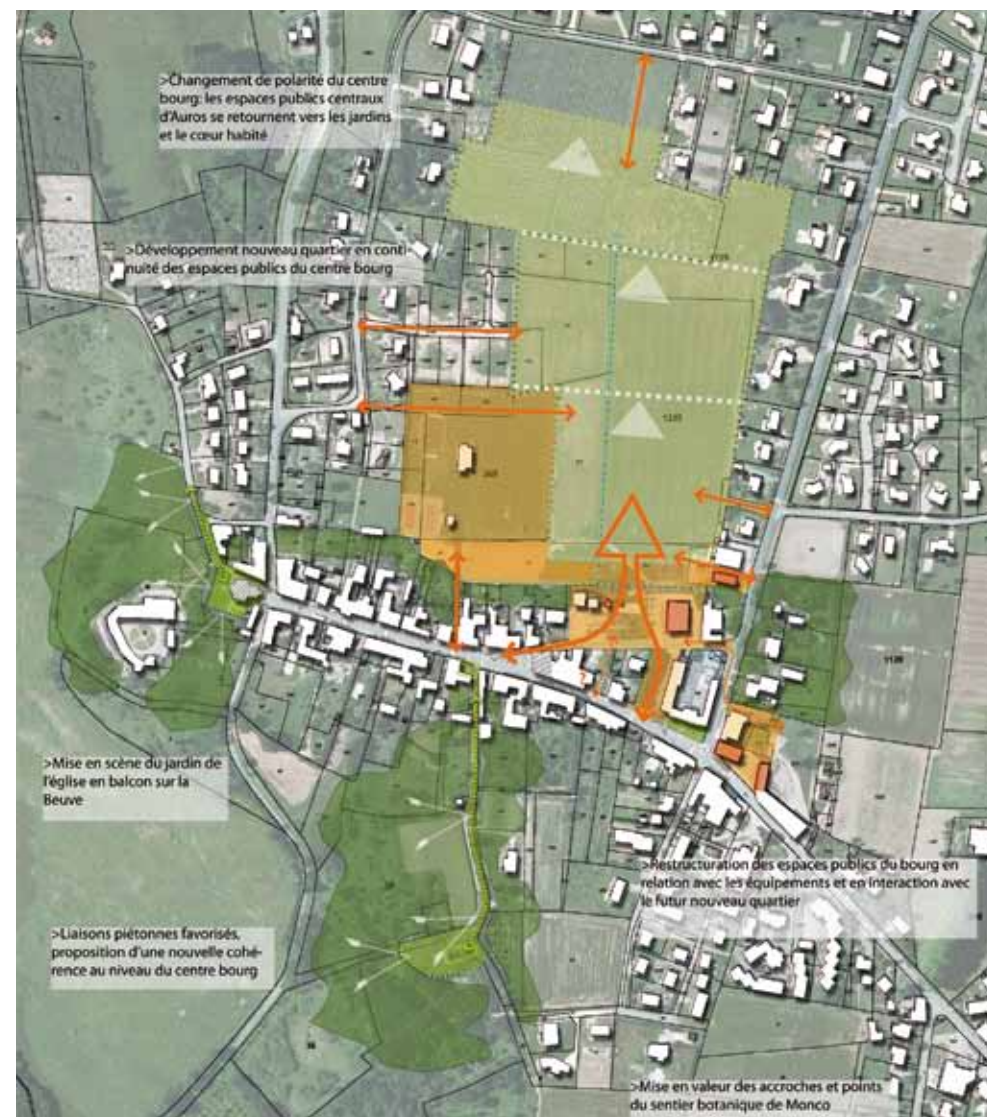 >Changement de polarité du centre
bourg: les espaces publics centraux
d'Auros se retournent vers les jardins
et le cœur habité
>Développement nouveau quartier en conti-
nuité des espaces publics du centre bourg
>Mise en scène du jardin de
l'église en balcon sur la
Beuve
>Restructuration des espaces publics du bourg en
relation avec les équipements et en interaction avec
le futur nouveau quartier
>Liaisons piétonnes favorisés,
proposition d'une nouvelle cohé-
rence au niveau du centre bourg
>Mise en valeur des accroches et points
du sentier botanique de Monco